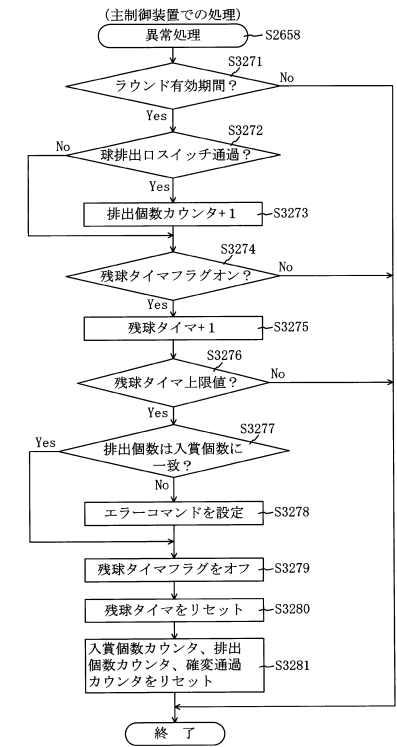 (主制御装置での処理)
異常処理
S2658
S3271
ラウンド有効期間？
No
Yes
S3272
No
球排出口スイッチ通過？
Yes
排出個数カウンタ+1
S3273
S3274
残球タイマフラグオン？
No
Yes
残球タイマ+1
S3275
S3276
残球タイマ上限値？
No
Yes
S3277
Yes
排出個数は入賞個数に
一致？
No
エラーコマンドを設定
S3278
残球タイマフラグをオフ
S3279
残球タイマをリセット
S3280
入賞個数カウンタ、排出
個数カウンタ、確変通過
カウンタをリセット
S3281
終 了